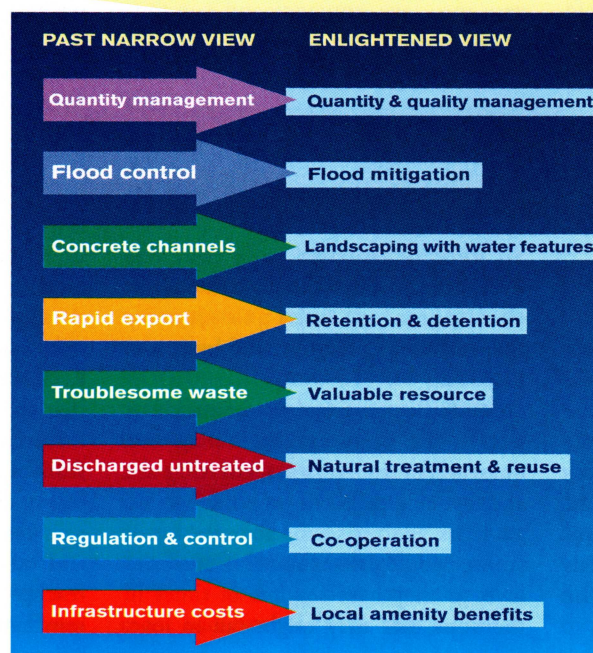 PAST NARROW VIEW ENLIGHTENED VIEW
Quantity management Quantity & quality management
Flood control Flood mitigation
Concrete channels Landscaping with water features
Rapid export Retention & detention
Troublesome waste Valuable resource
Discharged untreated Natural treatment & reuse
Regulation & control Co-operation
Infrastructure costs Local amenity benefits